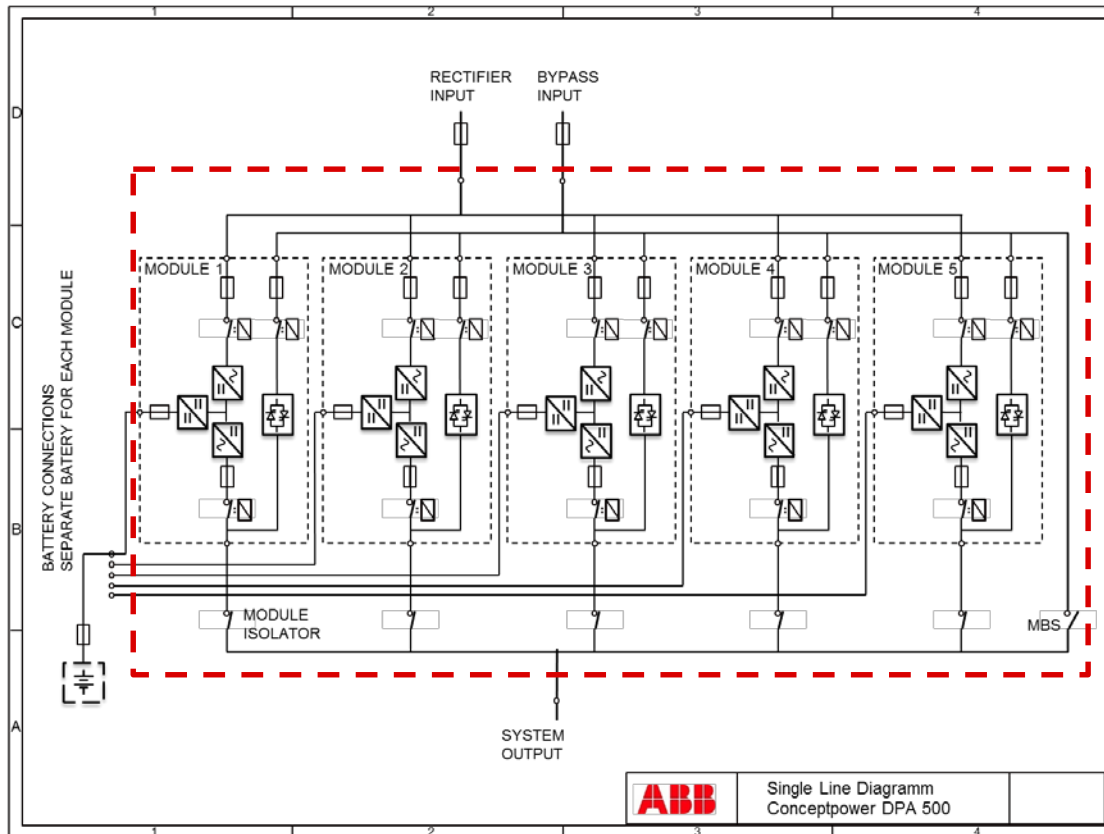 1 2 3 4
D
C
B
A
RECTIFIER
INPUT
BYPASS
INPUT
MODULE 1
MODULE 2
MODULE 3
MODULE 4
MODULE 5
BATTERY CONNECTIONS
SEPARATE BATTERY FOR EACH MODULE
MODULE
ISOLATOR
MBS
SYSTEM
OUTPUT
ABB
Single Line Diagramm
Conceptpower DPA 500
1 2 3 4